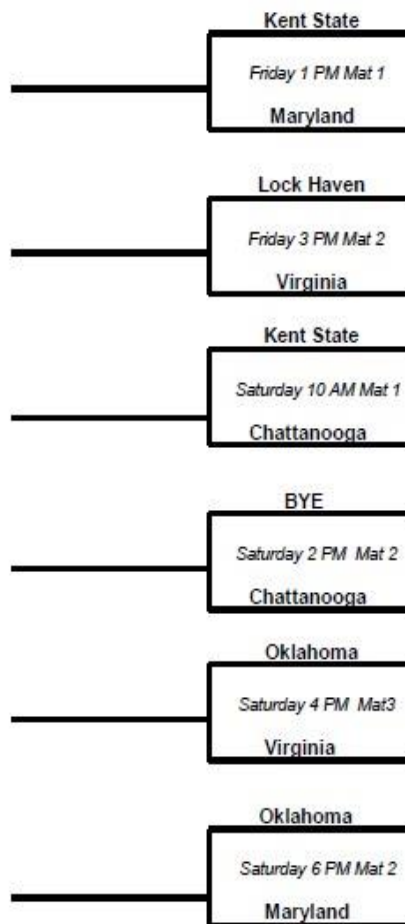 Kent State
Friday 1 PM Mat 1
Maryland
Lock Haven
Friday 3 PM Mat 2
Virginia
Kent State
Saturday 10 AM Mat 1
Chattanooga
BYE
Saturday 2 PM Mat 2
Chattanooga
Oklahoma
Saturday 4 PM Mat3
Virginia
Oklahoma
Saturday 6 PM Mat 2
Maryland